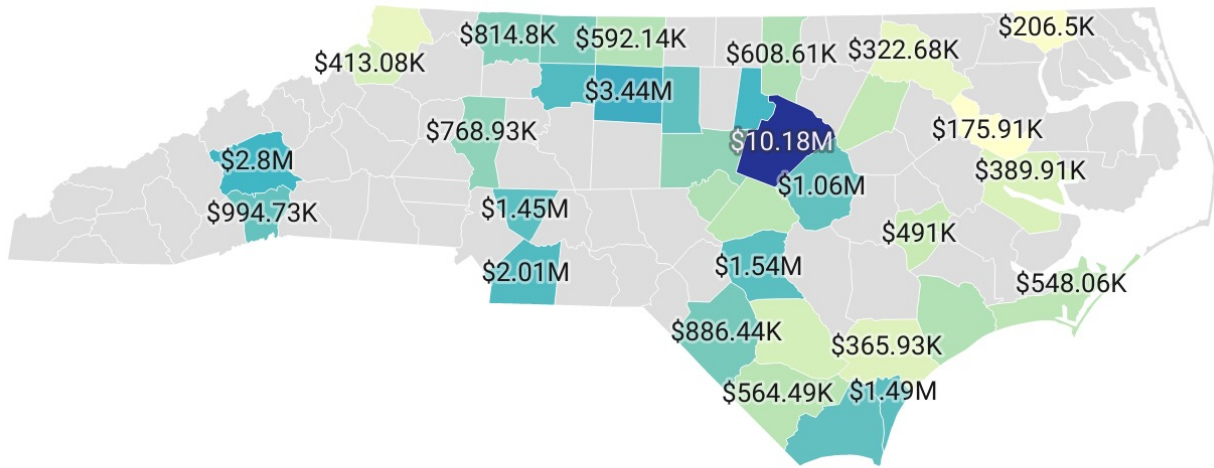 $206.5K
$814.8K
$592.14K
$608.61K
$322.68K
$413.08K
$3.44M
$768.93K
$175.91K
$10.18M
$2.8M
$389.91K
$1.06M
$994.73K
$1.45M
$491K
$2.01M
$1.54M
$548.06K
$886.44K
$365.93K
$564.49K
$1.49M